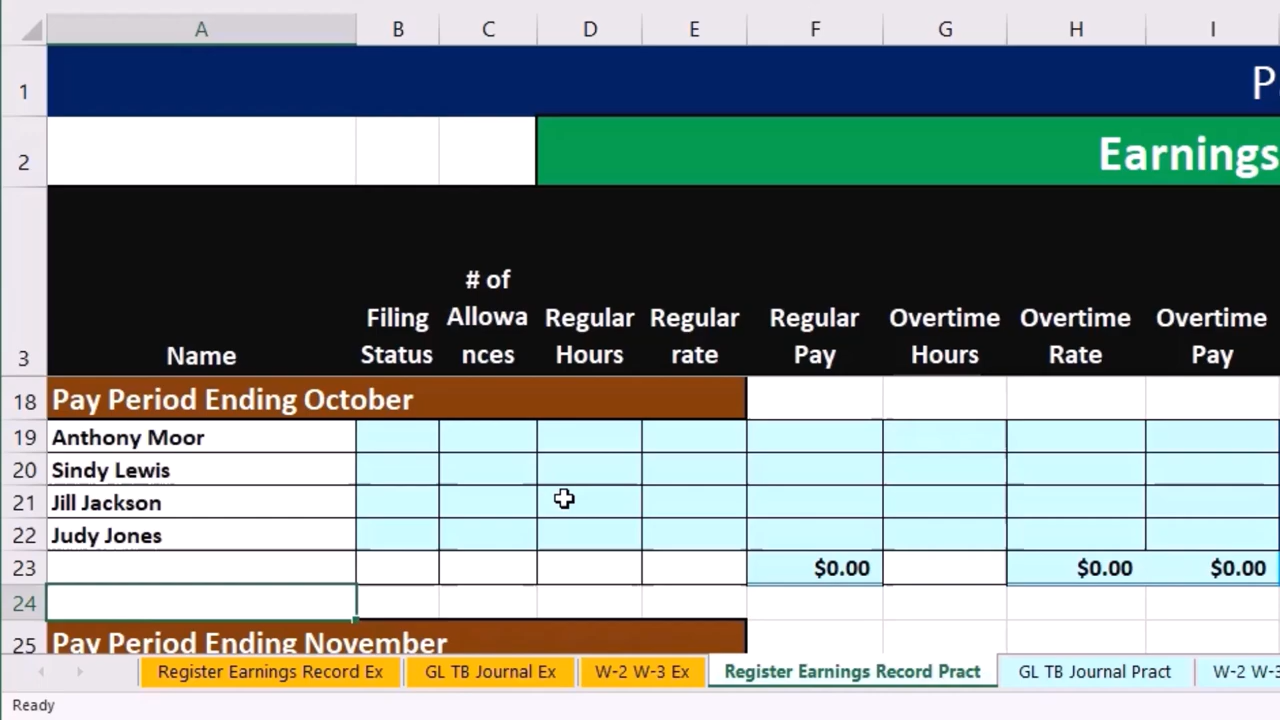 A B C D E F G H I
1 P
2 Earnings
3 Name Filing Status # of Allowa nces Regular Hours Regular rate Regular Pay Overtime Hours Overtime Rate Overtime Pay
18 Pay Period Ending October
19 Anthony Moor
20 Sindy Lewis
21 Jill Jackson
22 Judy Jones
23 $0.00 $0.00 $0.00
24
25 Pay Period Ending November
Register Earnings Record Ex GL TB Journal Ex W-2 W-3 Ex Register Earnings Record Pract GL TB Journal Pract W-2 W-3
Ready